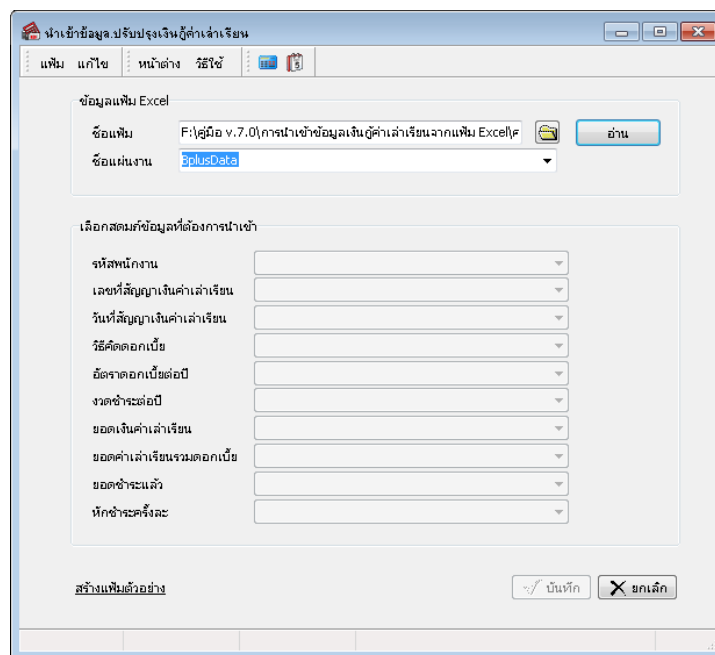 นำเข้าข้อมูล.ปรับปรุงเงินกู้ค่าเล่าเรียน
แฟ้ม แก้ไข หน้าต่าง วิธีใช้
ข้อมูลแฟ้ม Excel
ชื่อแฟ้ม F:\คู่มือ v.7.0\การนำเข้าข้อมูลเงินกู้ค่าเล่าเรียนจากแฟ้ม Excel\ค อ่าน
ชื่อแผ่นงาน BplusData
เลือกสดมภ์ข้อมูลที่ต้องการนำเข้า
รหัสพนักงาน
เลขที่สัญญาเงินค่าเล่าเรียน
วันที่สัญญาเงินค่าเล่าเรียน
วิธีคิดดอกเบี้ย
อัตราดอกเบี้ยต่อปี
งวดชำระต่อปี
ยอดเงินค่าเล่าเรียน
ยอดค่าเล่าเรียนรวมดอกเบี้ย
ยอดชำระแล้ว
หักชำระครั้งละ
สร้างแฟ้มตัวอย่าง บันทึก ยกเลิก